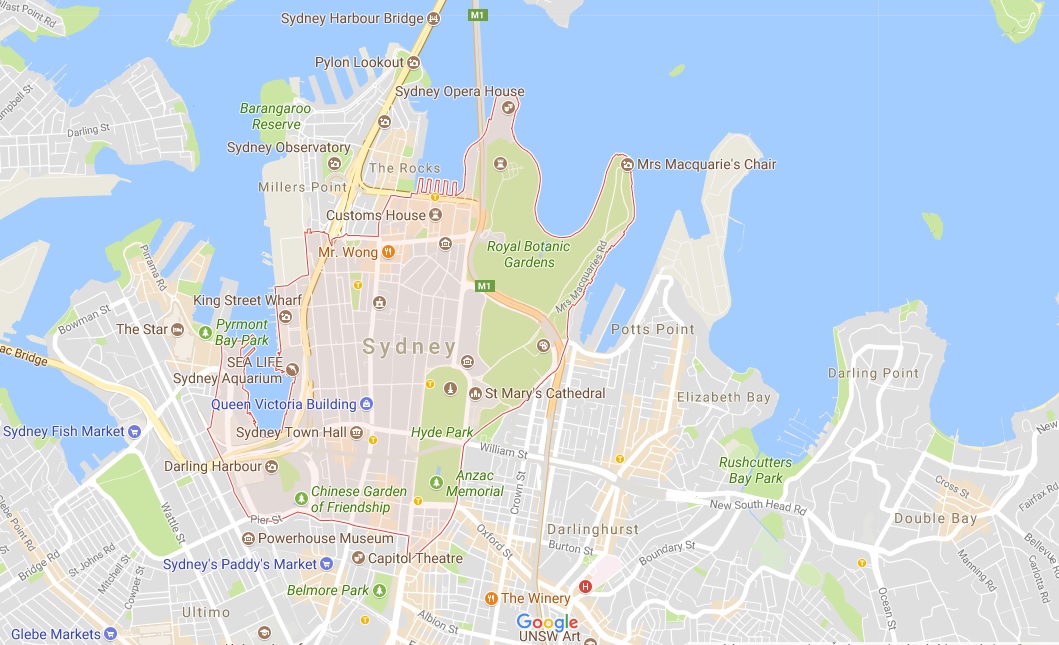 Ballast Point Rd
Sydney Harbour Bridge
M1
Pylon Lookout
Campbell St
Darling St
Barangaroo
Reserve
Sydney Opera House
Sydney Observatory
The Rocks
Mrs Macquarie's Chair
Millers Point
Customs House
Mr. Wong
Royal Botanic
Gardens
Mrs Macquaries Rd
Pirrama Rd
M1
King Street Wharf
Bowman St
The Star
Pyrmont
Bay Park
Potts Point
Sydney
ac Bridge
SEA LIFE
Sydney Aquarium
Darling Point
St Mary's Cathedral
Elizabeth Bay
Queen Victoria Building
Sydney Fish Market
Sydney Town Hall
Hyde Park
New
William St
Darling Harbour
Rushcutters
Bay Park
Anzac
Memorial
Cross St
Crown St
Chinese Garden
of Friendship
Fairfax Rd
New South Head Rd
Glebe Point Rd
Wattle St
Pier St
Double Bay
Darlinghurst
Powerhouse Museum
Oxford St
Burton St
Boundary St
Bellevue Rd
Bridge Rd
St Johns Rd
Capitol Theatre
Sydney's Paddy's Market
Mitchell St
Cowper St
Manning Rd
Carlotta Rd
Belmore Park
H
The Winery
Ocean St
Ultimo
Albion St
Google
Glebe Markets
UNSW Art